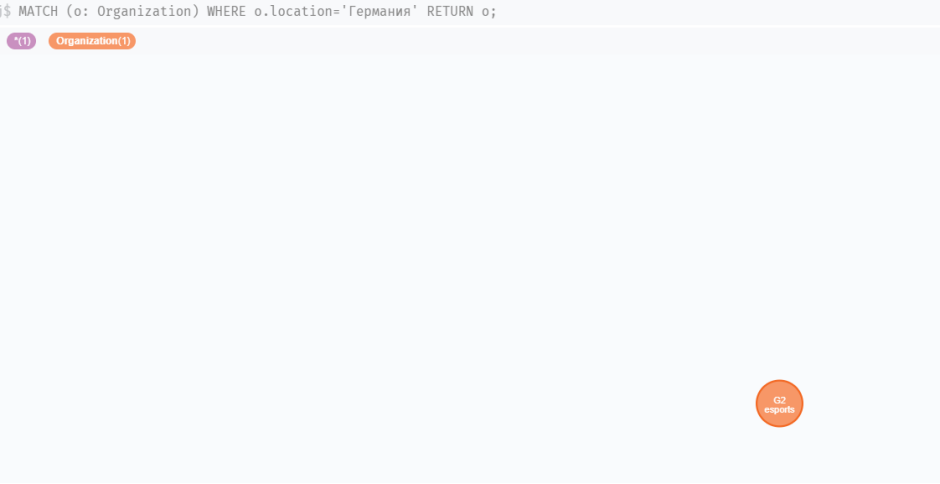 $ MATCH (o: Organization) WHERE o.location='Германия' RETURN o;
*(1) Organization(1)
G2
esports